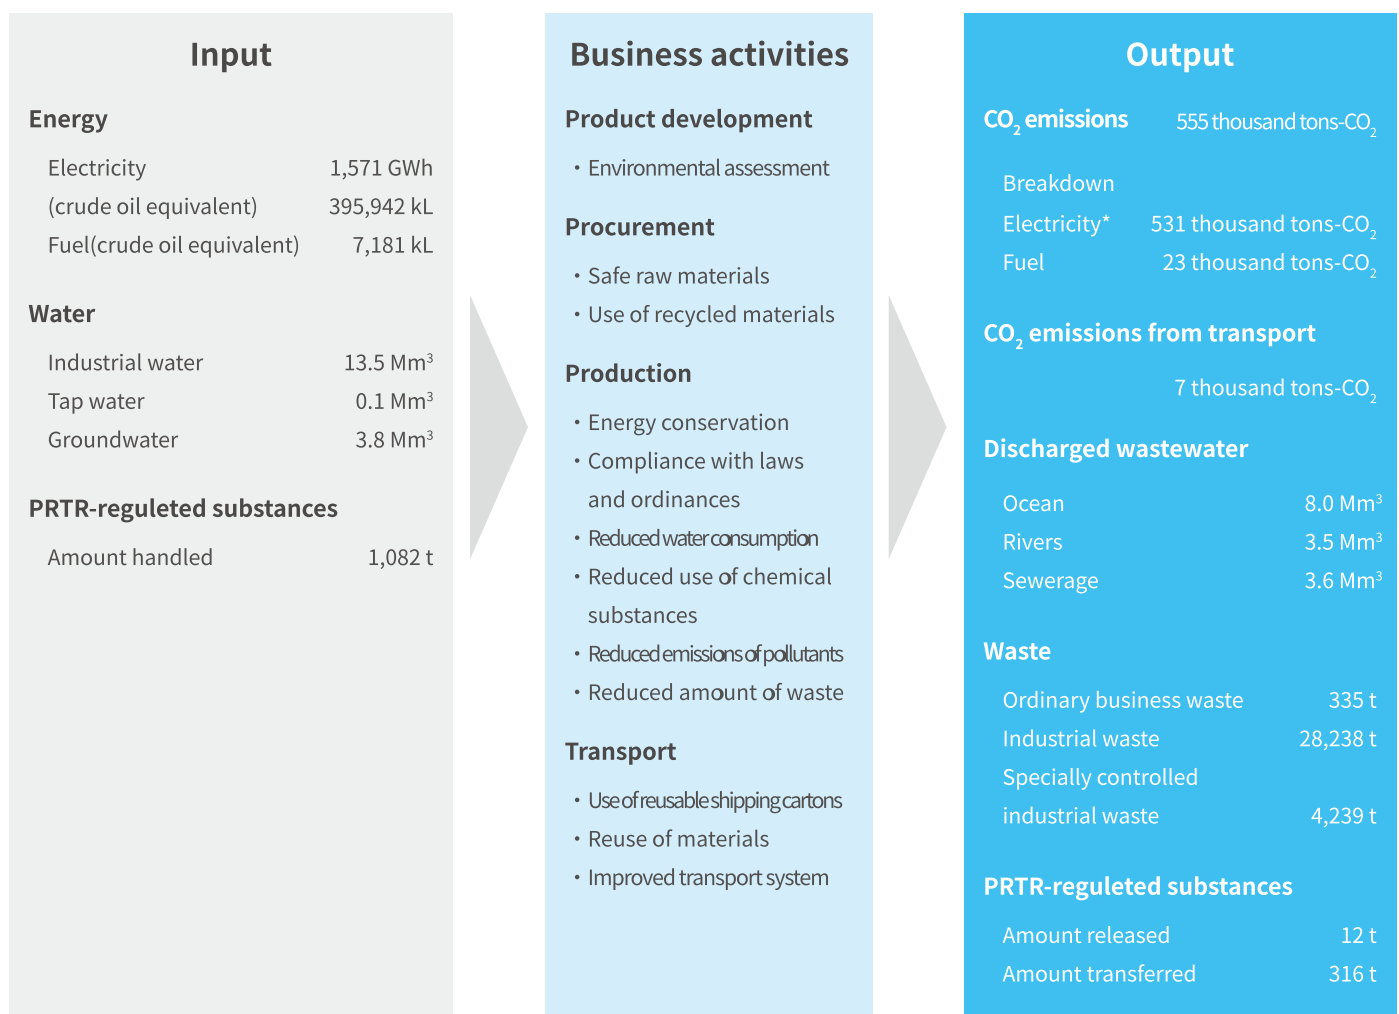 Input
Energy
Electricity 1,571 GWh
(crude oil equivalent) 395,942 kL
Fuel(crude oil equivalent) 7,181 kL
Water
Industrial water 13.5 Mm³
Tap water 0.1 Mm³
Groundwater 3.8 Mm³
PRTR-reguleted substances
Amount handled 1,082 t
Business activities
Product development
・Environmental assessment
Procurement
・Safe raw materials
・Use of recycled materials
Production
・Energy conservation
・Compliance with laws
and ordinances
・Reduced water consumption
・Reduced use of chemical
substances
・Reduced emissions of pollutants
・Reduced amount of waste
Transport
・Use of reusable shipping cartons
・Reuse of materials
・Improved transport system
Output
CO₂ emissions 555 thousand tons-CO₂
Breakdown
Electricity* 531 thousand tons-CO₂
Fuel 23 thousand tons-CO₂
CO₂ emissions from transport
7 thousand tons-CO₂
Discharged wastewater
Ocean 8.0 Mm³
Rivers 3.5 Mm³
Sewerage 3.6 Mm³
Waste
Ordinary business waste 335 t
Industrial waste 28,238 t
Specially controlled
industrial waste 4,239 t
PRTR-reguleted substances
Amount released 12 t
Amount transferred 316 t